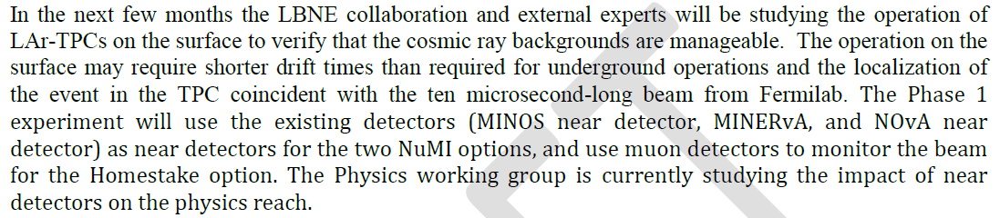 In the next few months the LBNE collaboration and external experts will be studying the operation of
LAr-TPCs on the surface to verify that the cosmic ray backgrounds are manageable.  The operation on the
surface may require shorter drift times than required for underground operations and the localization of
the event in the TPC coincident with the ten microsecond-long beam from Fermilab. The Phase 1
experiment will use the existing detectors (MINOS near detector, MINERvA, and NOvA near
detector) as near detectors for the two NuMI options, and use muon detectors to monitor the beam
for the Homestake option. The Physics working group is currently studying the impact of near
detectors on the physics reach.